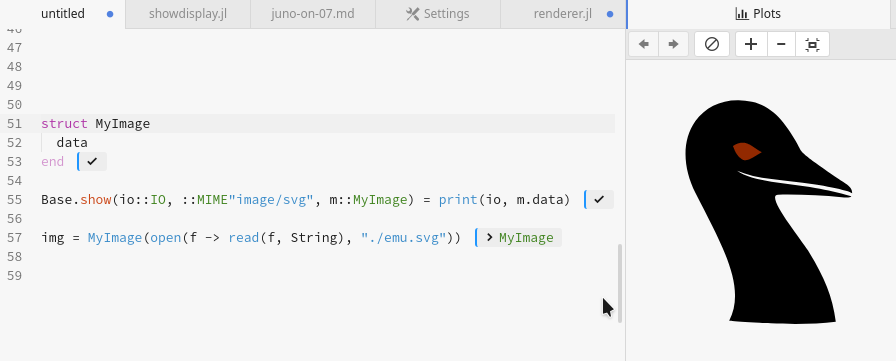 untitled showdisplay.jl juno-on-07.md Settings renderer.jl Plots
46
47
48
49
50
51 struct MyImage
52 data
53 end
54
55 Base.show(io::IO, ::MIME"image/svg", m::MyImage) = print(io, m.data)
56
57 img = MyImage(open(f -> read(f, String), "./emu.svg")) > MyImage
58
59